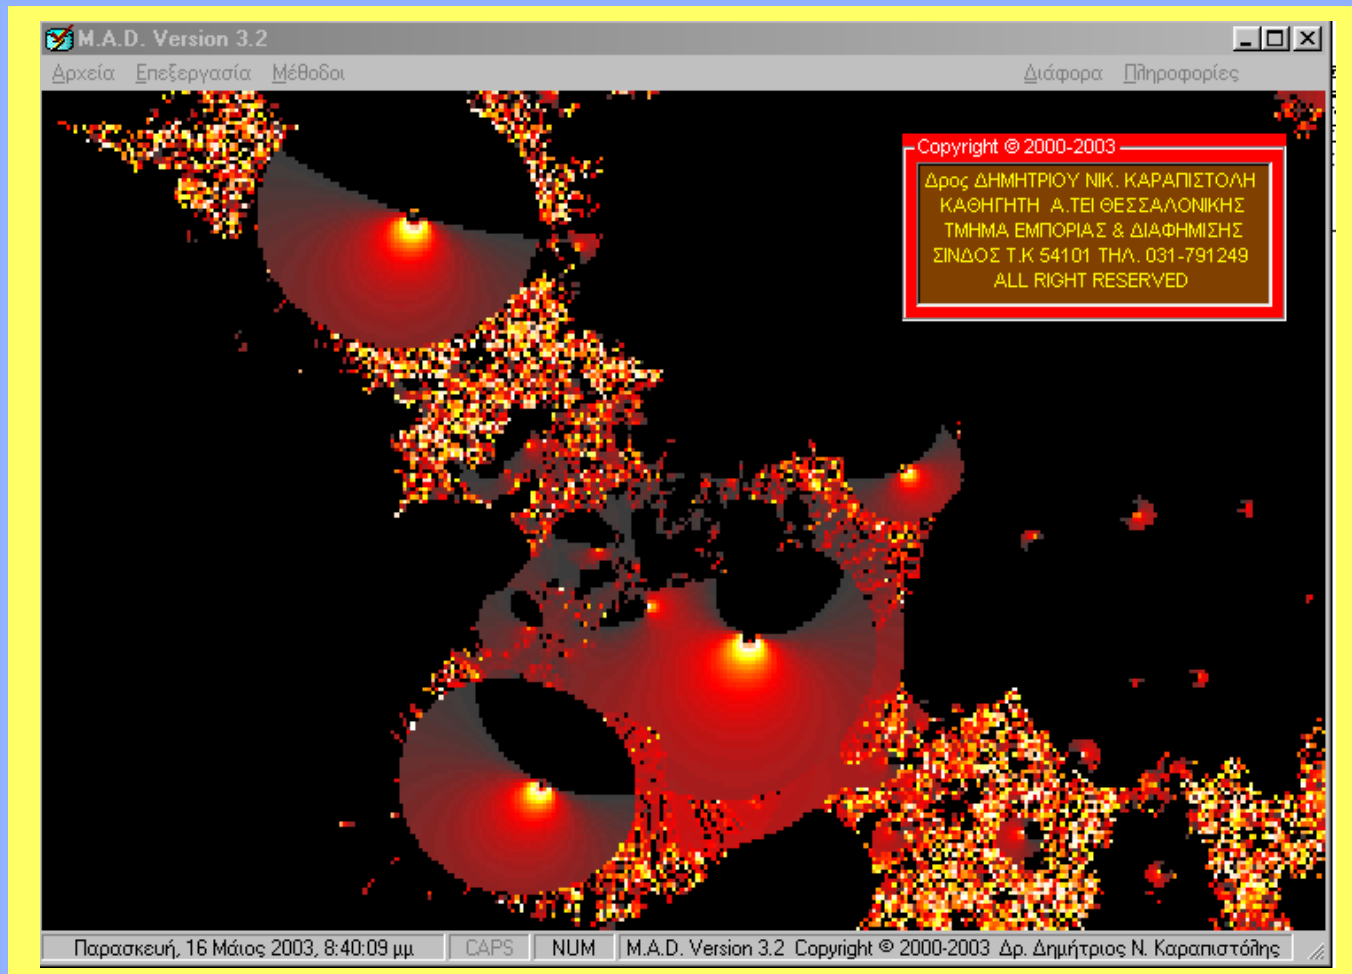 M.A.D. Version 3.2
Αρχεία Επεξεργασία Μέθοδοι Διάφορα Πληροφορίες
Copyright © 2000-2003
Δρος ΔΗΜΗΤΡΙΟΥ ΝΙΚ. ΚΑΡΑΠΙΣΤΟΛΗ
ΚΑΘΗΓΗΤΗ Α.ΤΕΙ ΘΕΣΣΑΛΟΝΙΚΗΣ
ΤΜΗΜΑ ΕΜΠΟΡΙΑΣ & ΔΙΑΦΗΜΙΣΗΣ
ΣΙΝΔΟΣ Τ.Κ 54101 ΤΗΛ. 031-791249
ALL RIGHT RESERVED
Παρασκευή, 16 Μάιος 2003, 8:40:09 μμ CAPS NUM M.A.D. Version 3.2 Copyright © 2000-2003 Δρ. Δημήτριος Ν. Καραπιστόλης